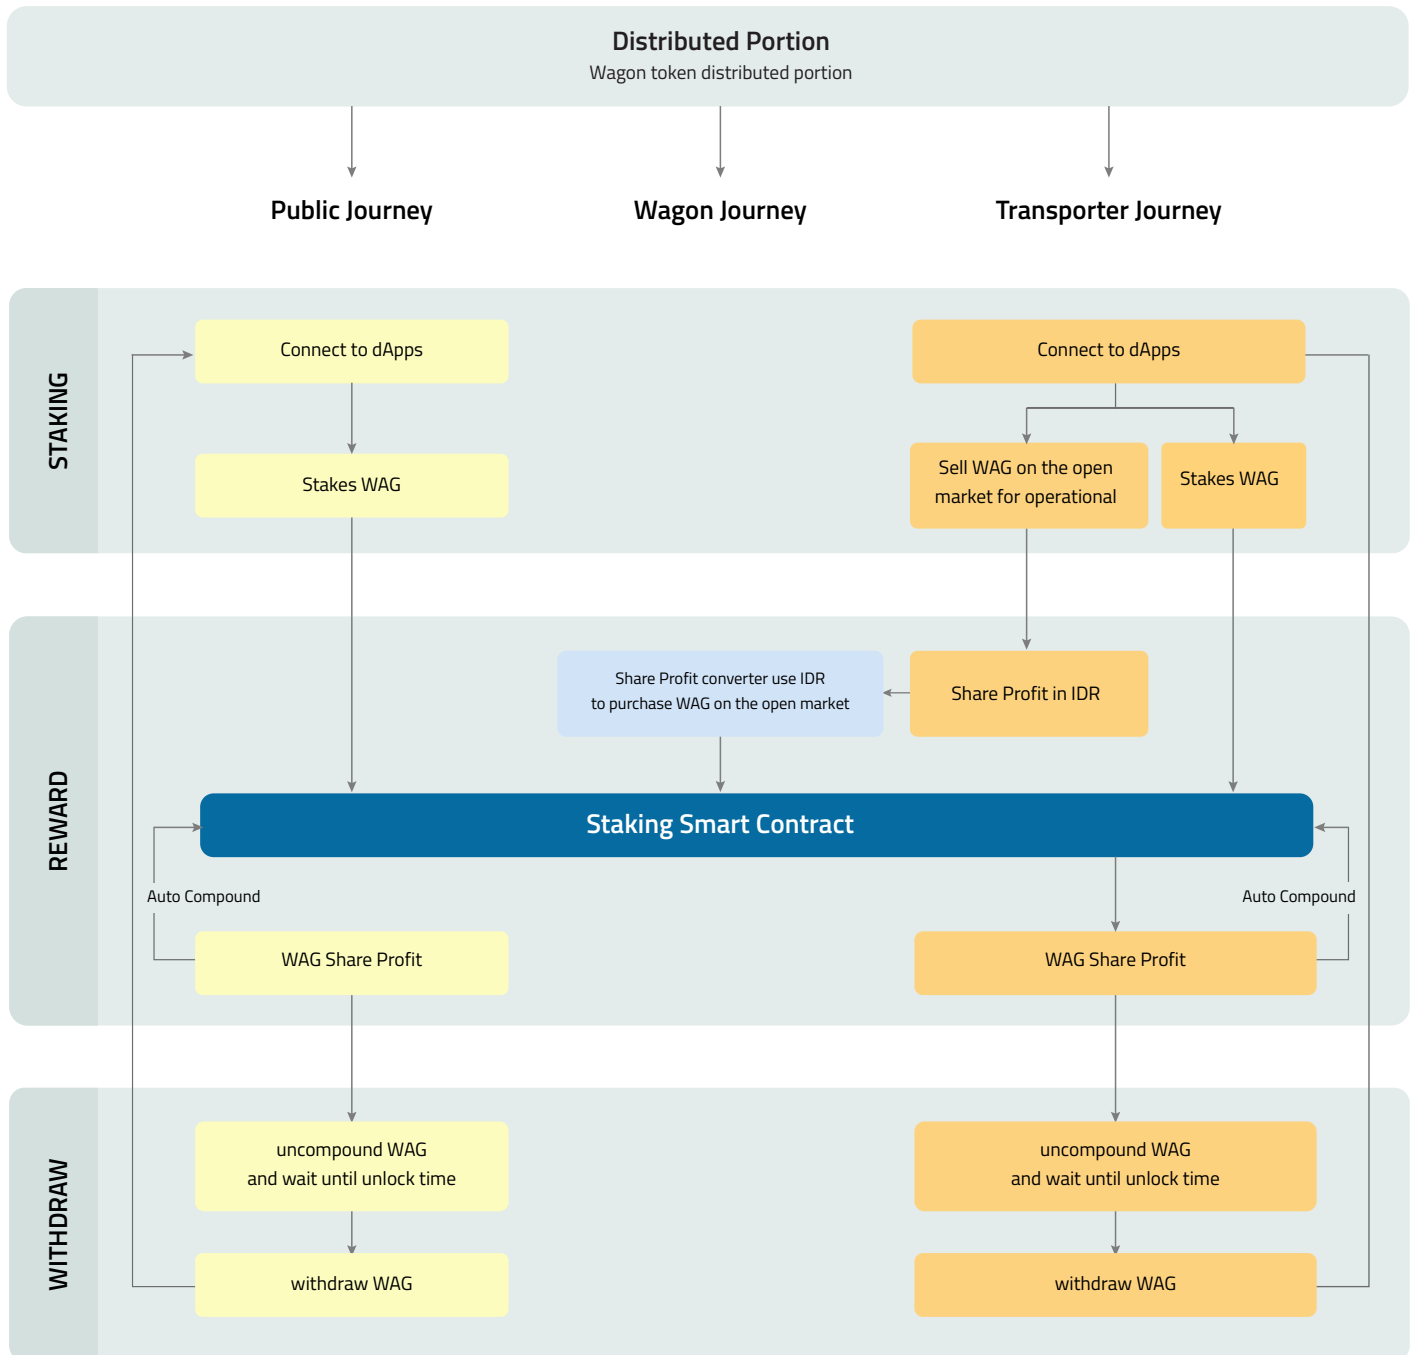 Distributed Portion
Wagon token distributed portion
Public Journey
Wagon Journey
Transporter Journey
STAKING
Connect to dApps
Connect to dApps
Stakes WAG
Sell WAG on the open
market for operational
Stakes WAG
REWARD
Share Profit converter use IDR
to purchase WAG on the open market
Share Profit in IDR
Staking Smart Contract
Auto Compound
Auto Compound
WAG Share Profit
WAG Share Profit
WITHDRAW
uncompound WAG
and wait until unlock time
uncompound WAG
and wait until unlock time
withdraw WAG
withdraw WAG